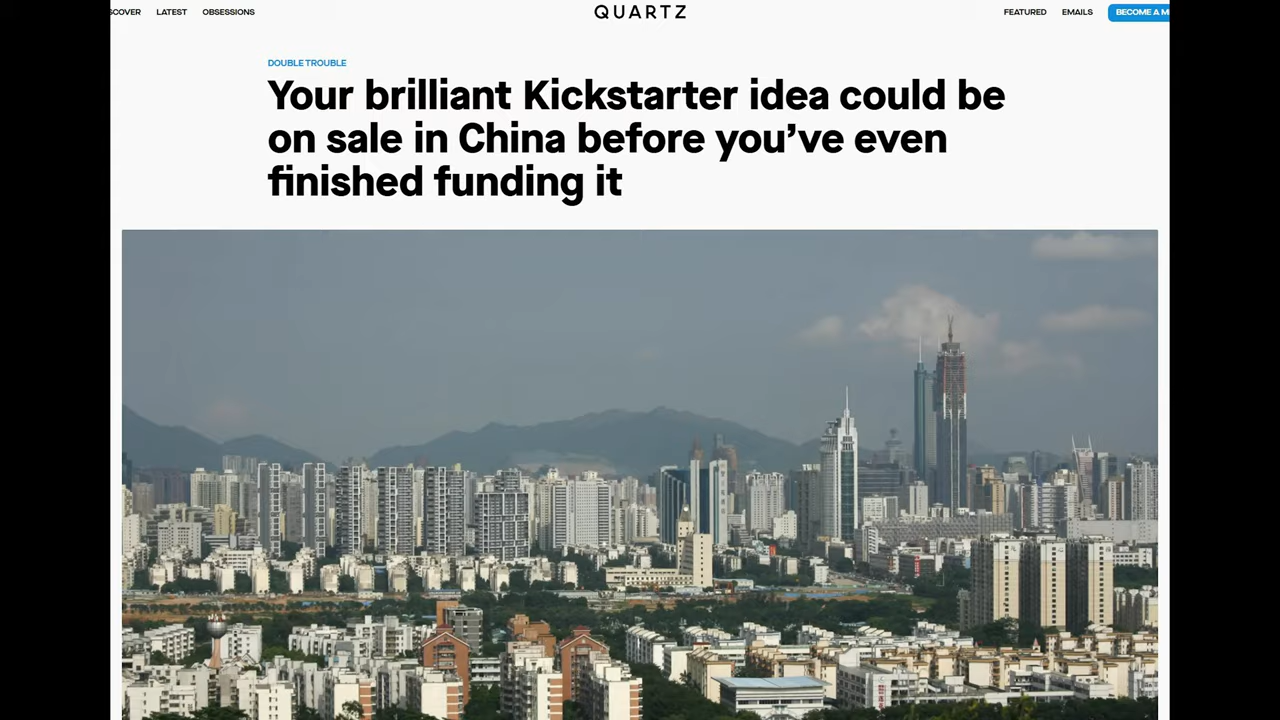 SCOVER LATEST OBSESSIONS QUARTZ FEATURED EMAILS BECOME A M
DOUBLE TROUBLE
Your brilliant Kickstarter idea could be
on sale in China before you’ve even
finished funding it